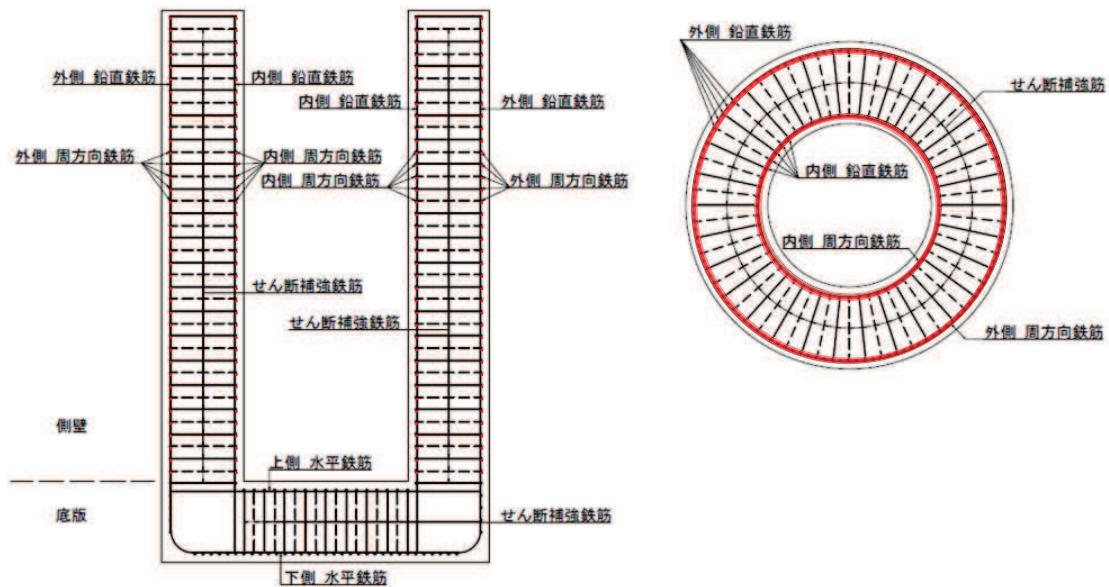 外側 鉛直鉄筋
内側 鉛直鉄筋
内側 鉛直鉄筋
外側 鉛直鉄筋
外側 周方向鉄筋
内側 周方向鉄筋
内側 周方向鉄筋
外側 周方向鉄筋
せん断補強鉄筋
せん断補強鉄筋
側壁
上側 水平鉄筋
底版
せん断補強鉄筋
下側 水平鉄筋
外側 鉛直鉄筋
せん断補強筋
内側 鉛直鉄筋
内側 周方向鉄筋
外側 周方向鉄筋